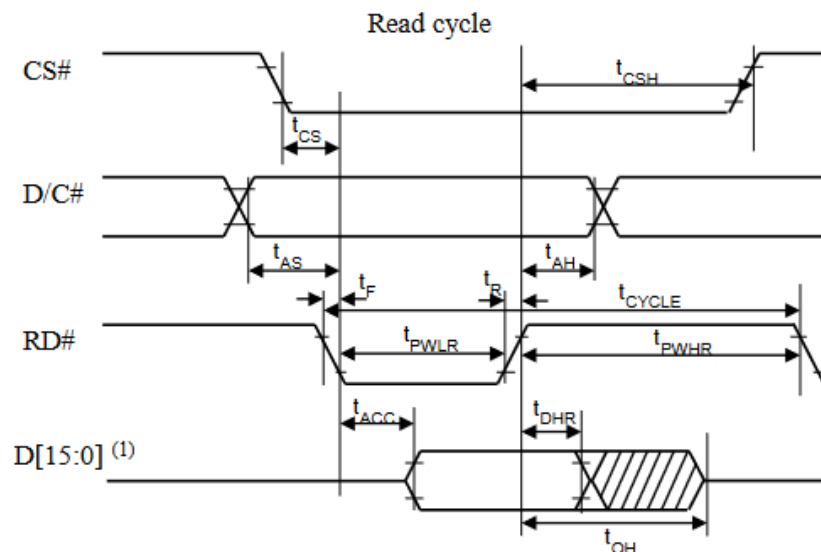 Read cycle
CS#
tCSH
tCS
D/C#
tAS
tAH
tF
tR
tCYCLE
RD#
tPWLR
tPWHR
tACC
tDHR
D[15:0] (1)
tOH